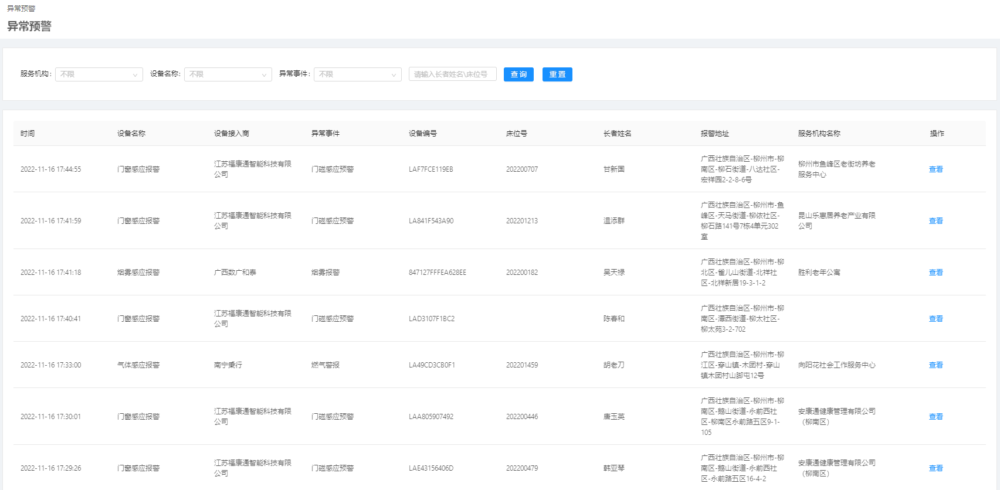 异常预警
异常预警
服务机构: 不限 设备名称: 不限 异常事件: 不限 请输入长者姓名\床位号 查询 重置
时间 设备名称 设备接入商 异常事件 设备编号 床位号 长者姓名 报警地址 服务机构名称 操作
2022-11-16 17:44:55 门窗感应报警 江苏福康通智能科技有限
公司 门磁感应预警 LAF7FCE119EB 202200707 甘新国 广西壮族自治区-柳州市-柳
南区-柳石街道-八达社区-
宏祥园2-2-8-6号 柳州市鱼峰区老街坊养老
服务中心 查看
2022-11-16 17:41:59 门窗感应报警 江苏福康通智能科技有限
公司 门磁感应预警 LA841F543A90 202201213 温添群 广西壮族自治区-柳州市-鱼
峰区-天马街道-柳依社区-
柳石路141号7栋4单元302
室 昆山乐惠居养老产业有限
公司 查看
2022-11-16 17:41:18 烟雾感应报警 广西数广和泰 烟雾报警 847127FFFEA628EE 202200182 吴天禄 广西壮族自治区-柳州市-柳
北区-雀儿山街道-北祥社
区-北祥新居19-3-1-2 胜利老年公寓 查看
2022-11-16 17:40:41 门窗感应报警 江苏福康通智能科技有限
公司 门磁感应预警 LAD3107F1BC2 陈春和 广西壮族自治区-柳州市-柳
南区-潭西街道-柳太社区-
柳太苑3-2-702 查看
2022-11-16 17:33:00 气体感应报警 南宁秉行 燃气警报 LA49CD3CB0F1 202201459 胡老刀 广西壮族自治区-柳州市-柳
江区-穿山镇-木团村-穿山
镇木团村山脚屯12号 向阳花社会工作服务中心 查看
2022-11-16 17:30:01 门窗感应报警 江苏福康通智能科技有限
公司 门磁感应预警 LAA805907492 202200446 唐玉英 广西壮族自治区-柳州市-柳
南区-鹅山街道-永前西社
区-柳南区永前路五区9-1-
105 安康通健康管理有限公司
（柳南区） 查看
2022-11-16 17:29:26 门窗感应报警 江苏福康通智能科技有限
公司 门磁感应预警 LAE43156406D 202200479 韩亚琴 广西壮族自治区-柳州市-柳
南区-鹅山街道-永前西社
区-永前路五区16-4-2 安康通健康管理有限公司
（柳南区） 查看